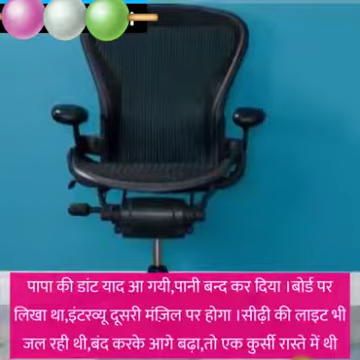 पापा की डांट याद आ गयी,पानी बन्द कर दिया ।बोर्ड पर
लिखा था,इंटरव्यू दूसरी मंज़िल पर होगा ।सीढ़ी की लाइट भी
जल रही थी,बंद करके आगे बढ़ा,तो एक कुर्सी रास्ते में थी